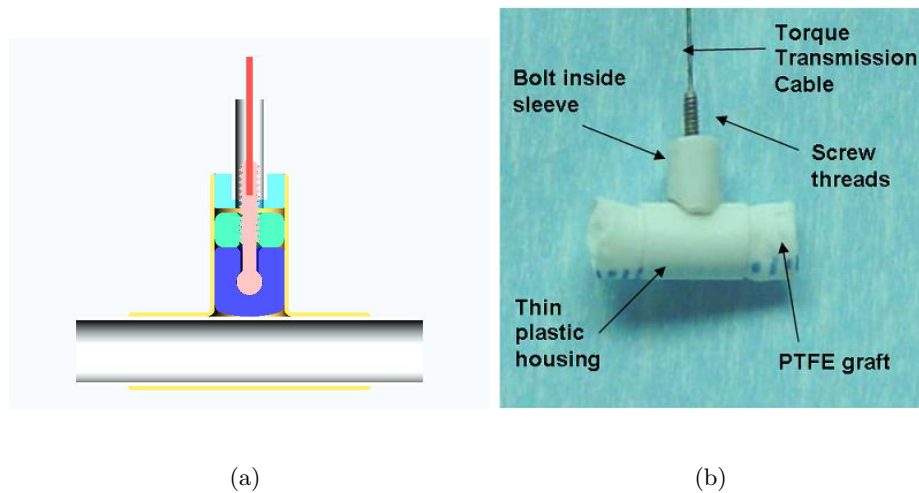 Torque
Transmission
Cable
Bolt inside
sleeve
Screw
threads
Thin
plastic
housing
PTFE graft
(a)
(b)